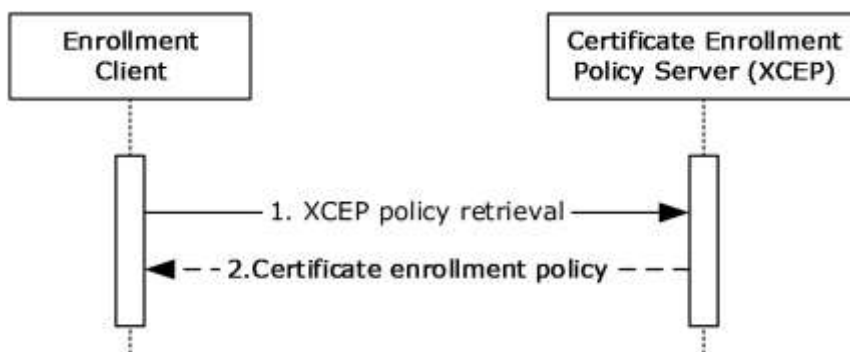 Enrollment
Client
Certificate Enrollment
Policy Server (XCEP)
1. XCEP policy retrieval
2.Certificate enrollment policy